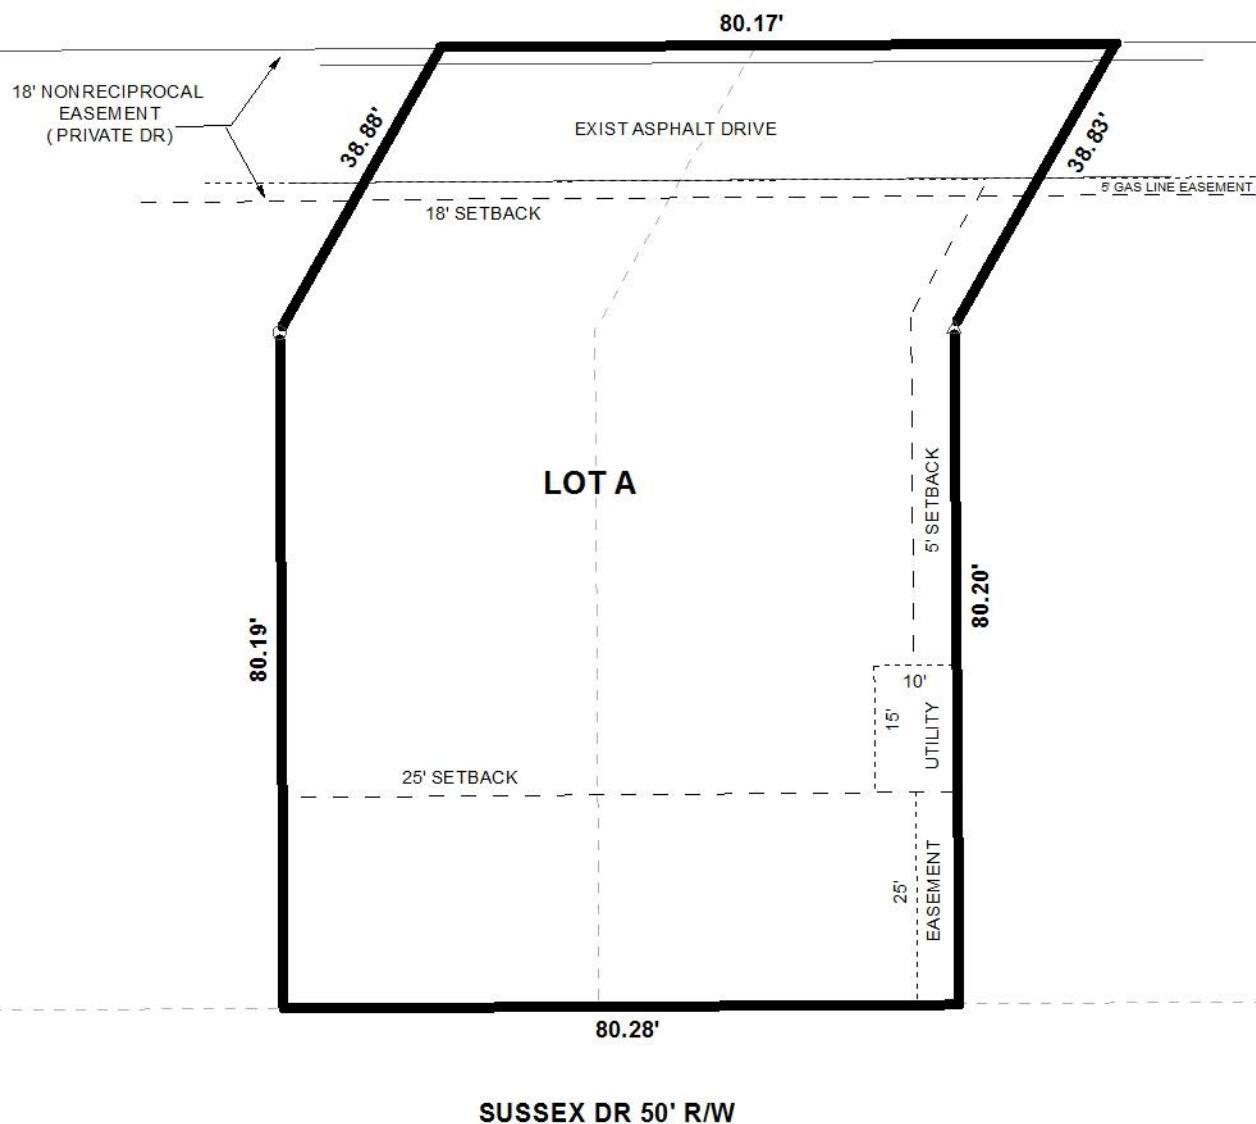 80.17'
18' NONRECIPROCAL
EASEMENT
(PRIVATE DR)
38.88'
EXIST ASPHALT DRIVE
38.83'
5' GAS LINE EASEMENT
18' SETBACK
LOT A
5' SETBACK
80.20'
80.19'
10'
15'
UTILITY
25' SETBACK
25'
EASEMENT
80.28'
SUSSEX DR 50' R/W